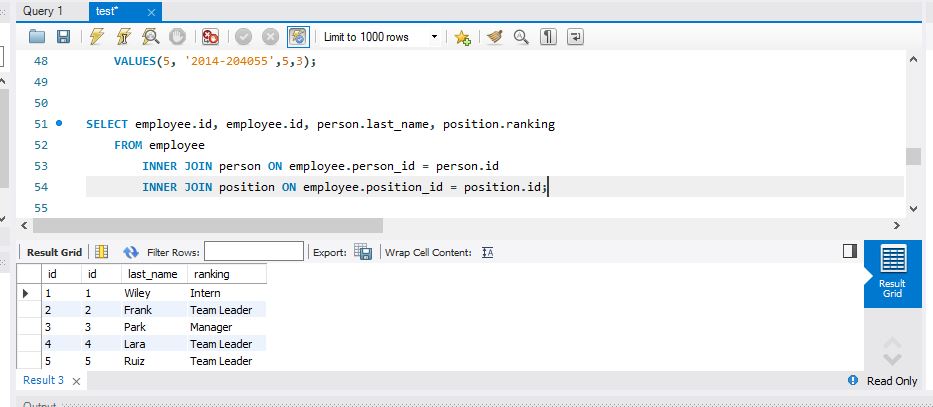 Query 1
test*
Limit to 1000 rows
48 VALUES(5, '2014-204055',5,3);
49
50
51 SELECT employee.id, employee.id, person.last_name, position.ranking
52 FROM employee
53 INNER JOIN person ON employee.person_id = person.id
54 INNER JOIN position ON employee.position_id = position.id;
55
Result Grid Filter Rows: Export: Wrap Cell Content:
id id last_name ranking
1 1 Wiley Intern
2 2 Frank Team Leader
3 3 Park Manager
4 4 Lara Team Leader
5 5 Ruiz Team Leader
Result Grid
Result 3
Read Only
Output